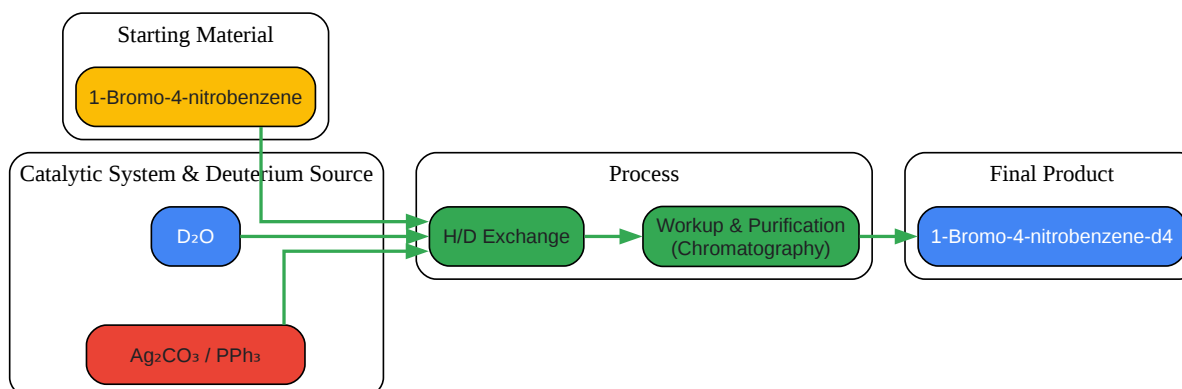 Starting Material
1-Bromo-4-nitrobenzene
Catalytic System & Deuterium Source
D₂O
Ag₂CO₃ / PPh₃
Process
H/D Exchange
Workup & Purification
(Chromatography)
Final Product
1-Bromo-4-nitrobenzene-d4